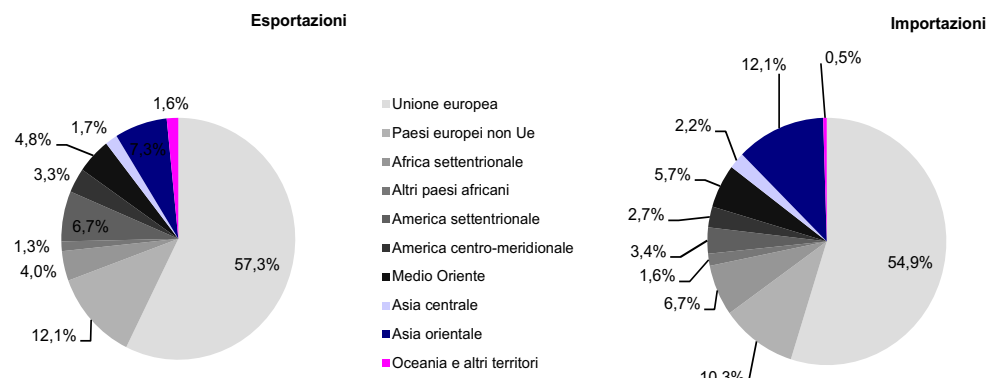 Esportazioni
1,6%
1,7%
7,3%
4,8%
3,3%
6,7%
1,3%
4,0%
12,1%
57,3%
Unione europea
Paesi europei non Ue
Africa settentrionale
Altri paesi africani
America settentrionale
America centro-meridionale
Medio Oriente
Asia centrale
Asia orientale
Oceania e altri territori
Importazioni
0,5%
12,1%
2,2%
5,7%
2,7%
3,4%
1,6%
6,7%
10,3%
54,9%